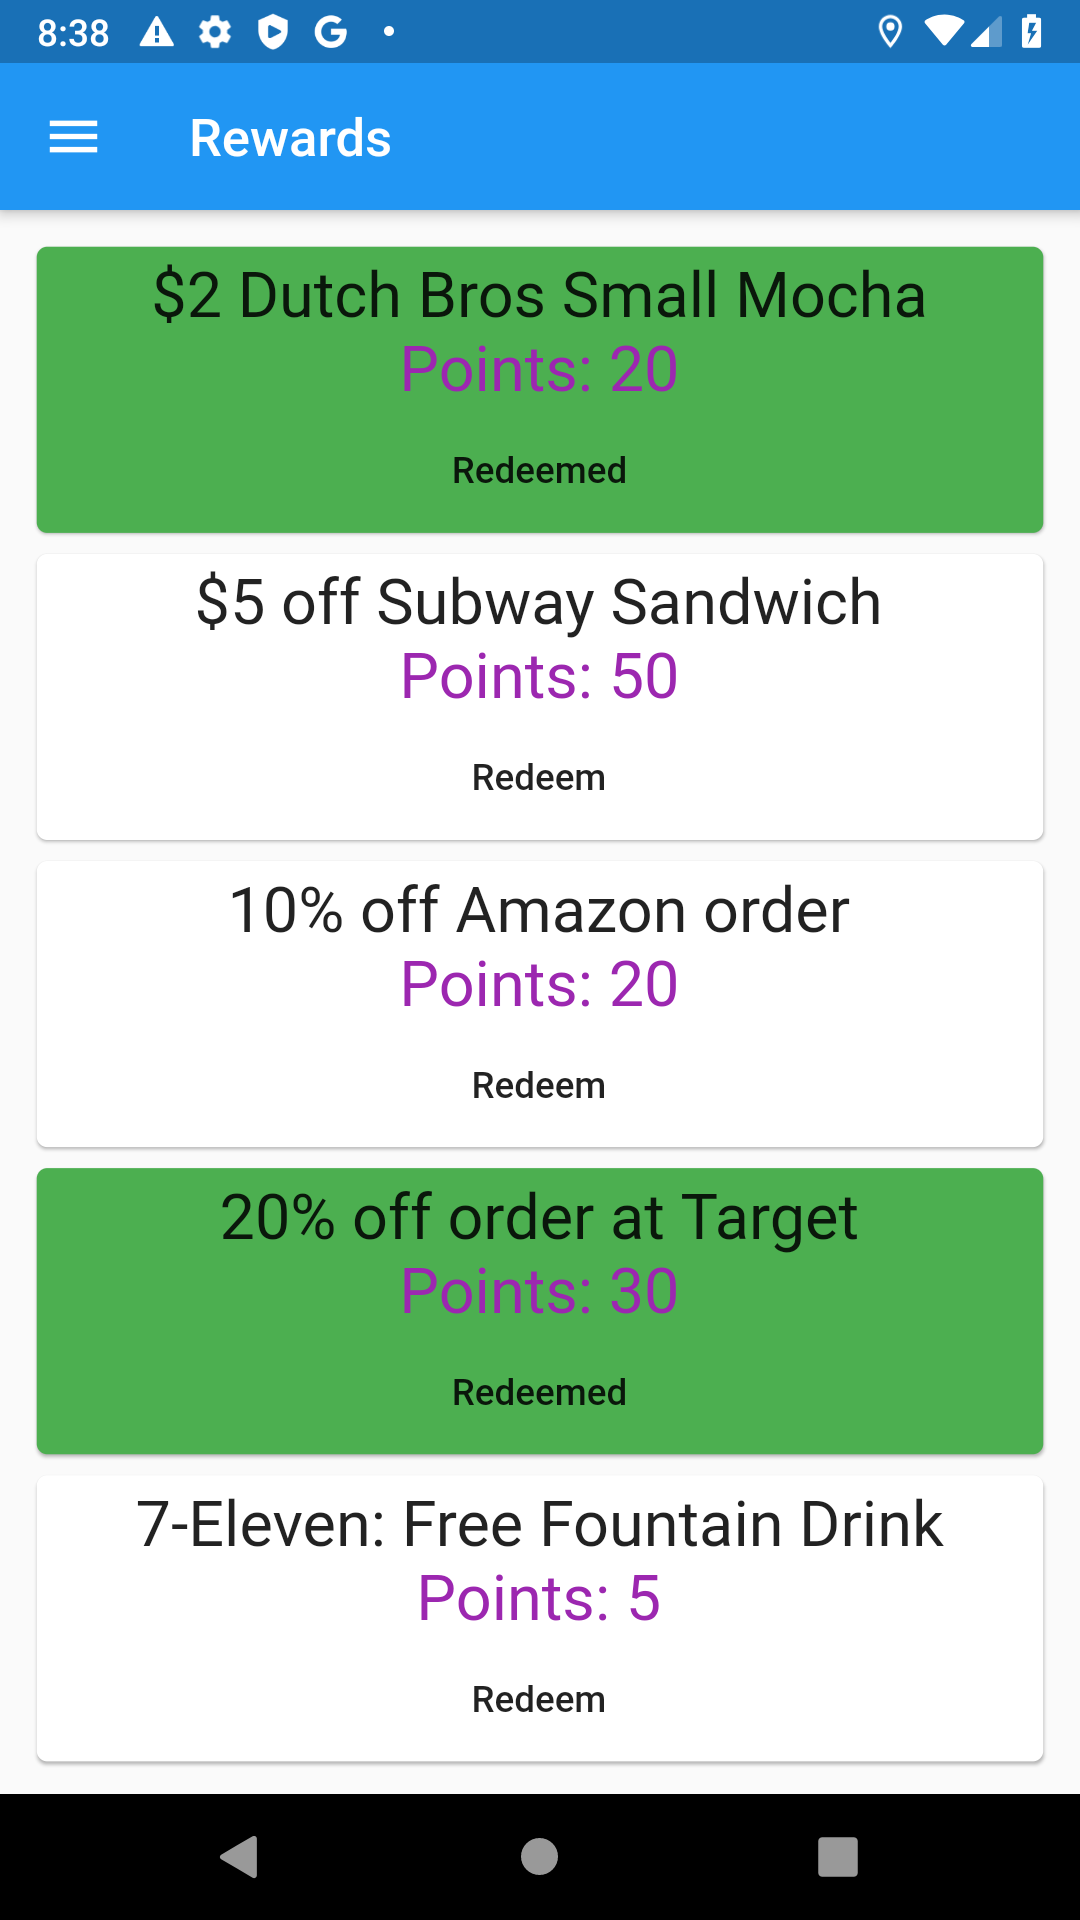 8:38
Rewards
$2 Dutch Bros Small Mocha
Points: 20
Redeemed
$5 off Subway Sandwich
Points: 50
Redeem
10% off Amazon order
Points: 20
Redeem
20% off order at Target
Points: 30
Redeemed
7-Eleven: Free Fountain Drink
Points: 5
Redeem